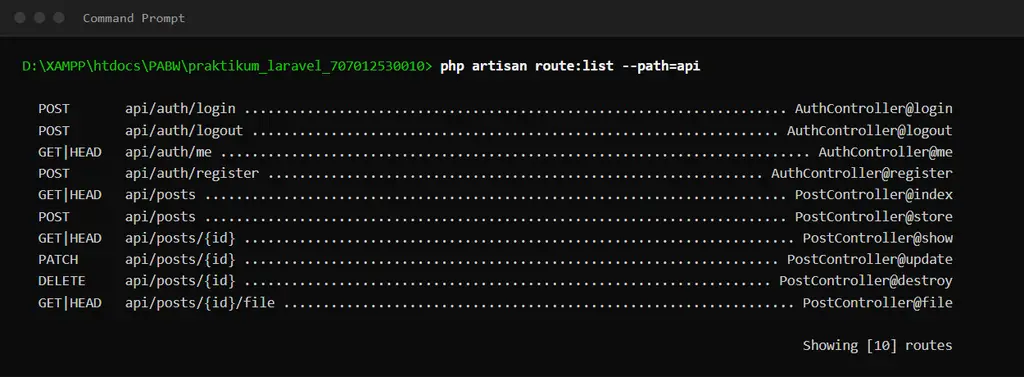 Command Prompt
D:\XAMPP\htdocs\PABW\praktikum_laravel_707012530010> php artisan route:list --path=api
POST api/auth/login ..................................................................... AuthController@login
POST api/auth/logout .................................................................... AuthController@logout
GET|HEAD api/auth/me ........................................................................... AuthController@me
POST api/auth/register ............................................................... AuthController@register
GET|HEAD api/posts .......................................................................... PostController@index
POST api/posts .......................................................................... PostController@store
GET|HEAD api/posts/{id} ...................................................................... PostController@show
PATCH api/posts/{id} .................................................................... PostController@update
DELETE api/posts/{id} ................................................................... PostController@destroy
GET|HEAD api/posts/{id}/file ................................................................. PostController@file
Showing [10] routes